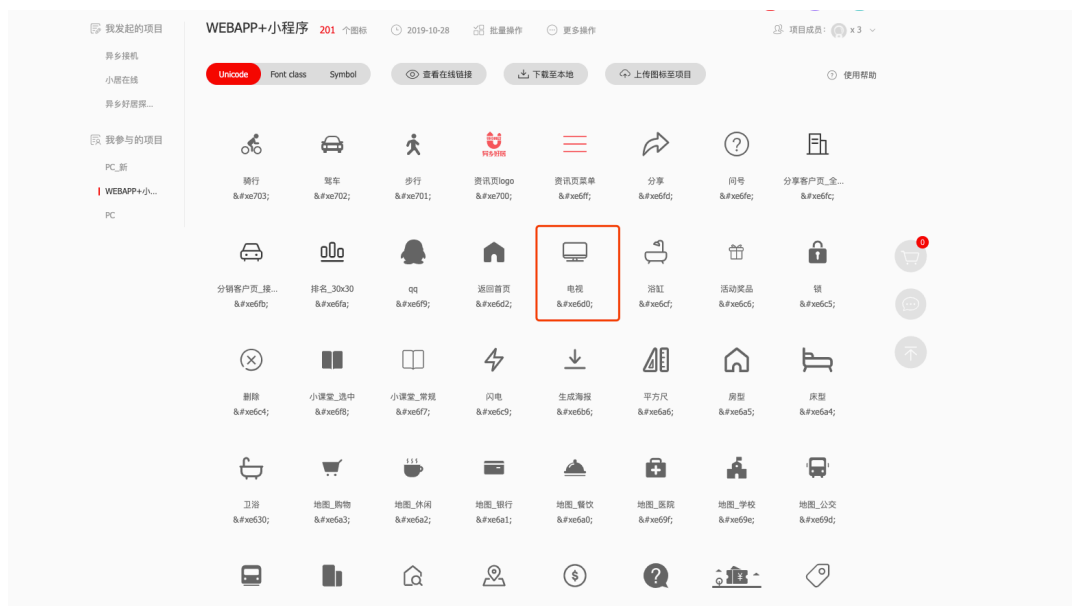 我发起的项目
异乡接机
小居在线
异乡好居探...
我参与的项目
PC_新
WEBAPP+小...
PC
WEBAPP+小程序 201 个图标 2019-10-28 批量操作 更多操作 项目成员: x 3
Unicode Font class Symbol 查看在线链接 下载至本地 上传图标至项目 使用帮助
异乡好居
骑行 驾车 步行 资讯页logo 资讯页菜单 分享 问号 分享客户页_全...
&#xe703; &#xe702; &#xe701; &#xe700; &#xe6ff; &#xe6fd; &#xe6fe; &#xe6fc;
分销客户页_接... 排名_30x30 qq 返回首页 电视 浴缸 活动奖品 锁
&#xe6fb; &#xe6fa; &#xe6f9; &#xe6d2; &#xe6d0; &#xe6cf; &#xe6c6; &#xe6c5;
0
删除 小课堂_选中 小课堂_常规 闪电 生成海报 平方尺 房型 床型
&#xe6c4; &#xe6f8; &#xe6f7; &#xe6c9; &#xe6b6; &#xe6a6; &#xe6a5; &#xe6a4;
卫浴 地图_购物 地图_休闲 地图_银行 地图_餐饮 地图_医院 地图_学校 地图_公交
&#xe630; &#xe6a3; &#xe6a2; &#xe6a1; &#xe6a0; &#xe69f; &#xe69e; &#xe69d;